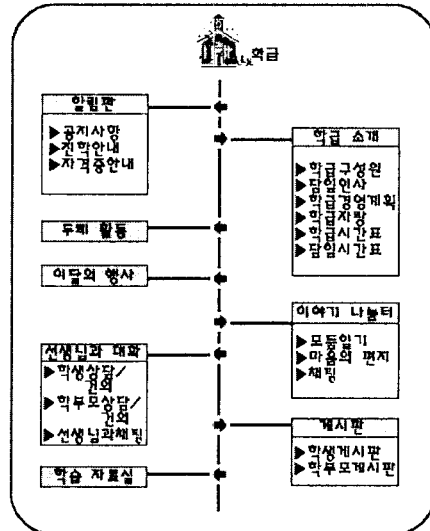 학급
알림판
▶공지사항
▶진학안내
▶자격증안내
학급 소개
▶학급구성원
▶담임인사
▶학급경영계획
▶학급자랑
▶학급시간표
▶담임시간표
두레 활동
이달의 행사
이야기 나눔터
▶모둠일기
▶마음의 편지
▶채팅
선생님과 대화
▶학생상담/
건의
▶학부모상담/
건의
▶선생님과채팅
게시판
▶학생게시판
▶학부모게시판
학습 자료실